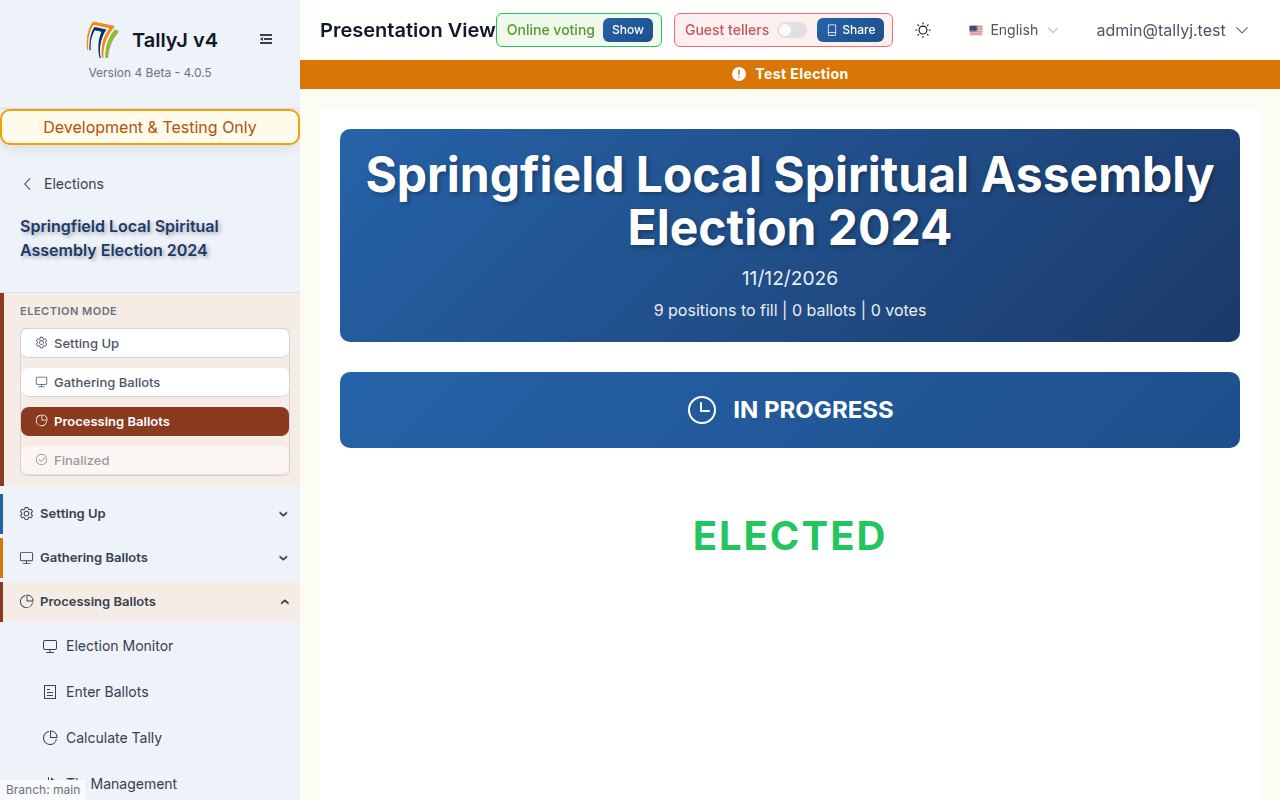 TallyJ v4
Version 4 Beta - 4.0.5
Development & Testing Only
Elections
Springfield Local Spiritual
Assembly Election 2024
ELECTION MODE
Setting Up
Gathering Ballots
Processing Ballots
Finalized
Setting Up
Gathering Ballots
Processing Ballots
Election Monitor
Enter Ballots
Calculate Tally
Management
Branch: main
Presentation View
Online voting
Show
Guest tellers
Share
English
admin@tallyj.test
Test Election
Springfield Local Spiritual Assembly
Election 2024
11/12/2026
9 positions to fill | 0 ballots | 0 votes
IN PROGRESS
ELECTED